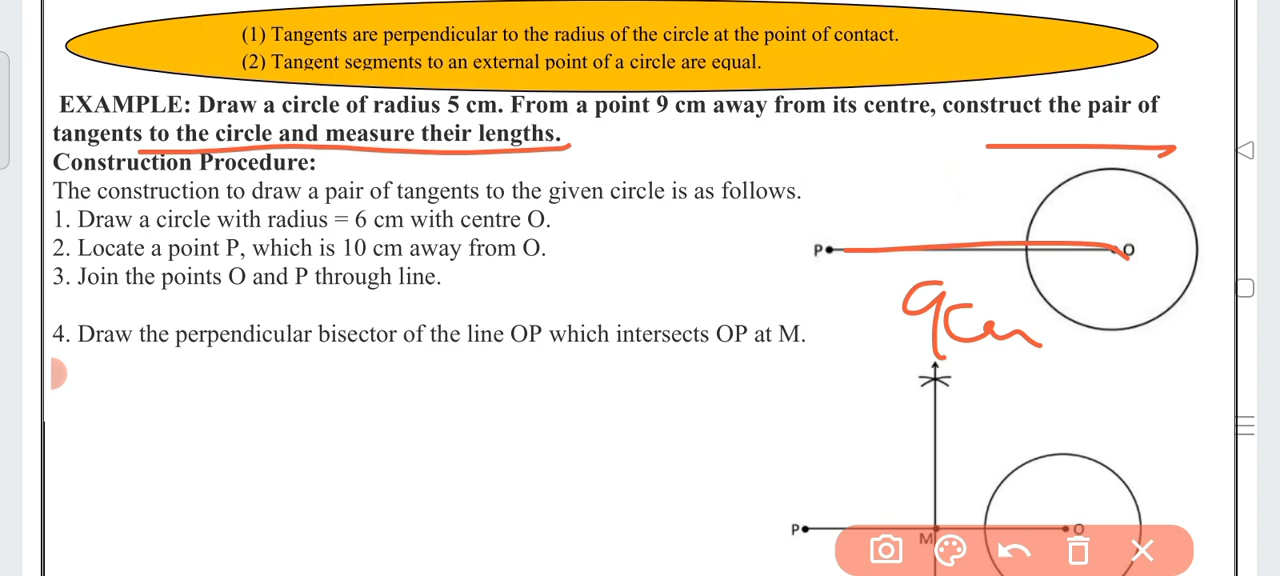 (1) Tangents are perpendicular to the radius of the circle at the point of contact.
(2) Tangent segments to an external point of a circle are equal.
EXAMPLE: Draw a circle of radius 5 cm. From a point 9 cm away from its centre, construct the pair of
tangents to the circle and measure their lengths.
Construction Procedure:
The construction to draw a pair of tangents to the given circle is as follows.
1. Draw a circle with radius = 6 cm with centre O.
2. Locate a point P, which is 10 cm away from O.
3. Join the points O and P through line.
P O
9cm
4. Draw the perpendicular bisector of the line OP which intersects OP at M.
P O
M